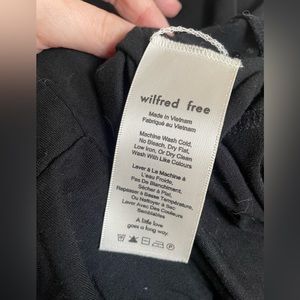 wilfred free
Made in Vietnam
Fabriqué au Vietnam
Machine Wash Cold,
No Bleach, Dry Flat,
Low Iron, Or Dry Clean
Wash With Like Colours
Laver À La Machine À
L'eau Froide,
Pas De Blanchiment,
Sécher À Plat,
Repasser À Basse Température,
Ou Nettoyer À Sec
Laver Avec Des Couleurs
Semblables
A little love
goes a long way.